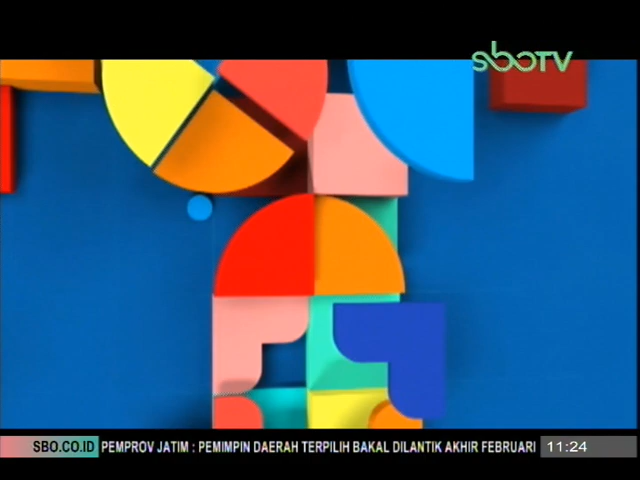 sboTV
SBO.CO.ID PEMPROV JATIM : PEMIMPIN DAERAH TERPILIH BAKAL DILANTIK AKHIR FEBRUARI 11:24